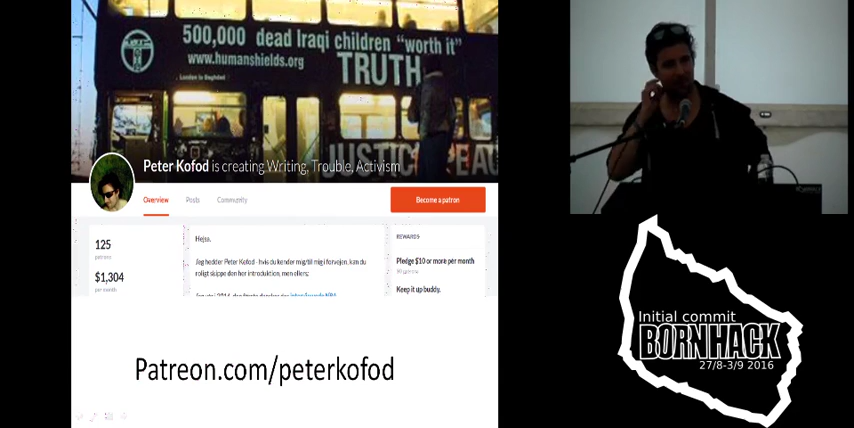 500,000 dead Iraqi children “worth it”
www.humanshields.org
TRUTH
London to Baghdad
JUSTICE
PEA
Peter Kofod is creating Writing, Trouble, Activism
Overview Posts Community
Become a patron
125
patrons
$1,304
per month
Hejsa,
Jeg hedder Peter Kofod - hvis du kender mig/til mig i forvejen, kan du
roligt skippe den her introduktion, men ellers:
REWARDS
Pledge $10 or more per month
Keep it up buddy.
Patreon.com/peterkofod
Initial commit
BORNHACK
27/8-3/9 2016